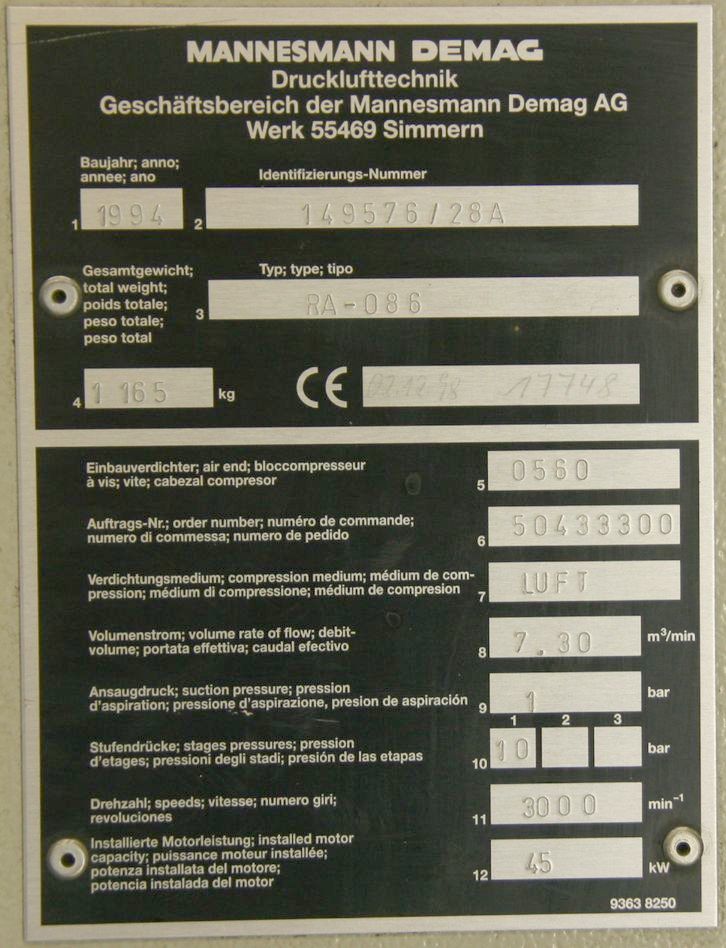 MANNESMANN DEMAG
Drucklufttechnik
Geschäftsbereich der Mannesmann Demag AG
Werk 55469 Simmern
Baujahr; anno;
annee; ano
Identifizierungs-Nummer
1 1994 2 149576/28A
Gesamtgewicht;
total weight;
poids totale;
peso totale;
peso total
Typ; type; tipo
3 RA-086
4 1 165 kg CE 02.12.98 17748
Einbauverdichter; air end; bloccompresseur
à vis; vite; cabezal compresor
5 0560
Auftrags-Nr.; order number; numéro de commande;
numero di commessa; numero de pedido
6 50433300
Verdichtungsmedium; compression medium; médium de com-
pression; médium di compressione; médium de compresion
7 LUFT
Volumenstrom; volume rate of flow; debit-
volume; portata effettiva; caudal efectivo
8 7.30 m³/min
Ansaugdruck; suction pressure; pression
d'aspiration; pressione d'aspirazione, presion de aspiración
9 1 bar
1 2 3
Stufendrücke; stages pressures; pression
d'etages; pressioni degli stadi; presión de las etapas
10 10 bar
Drehzahl; speeds; vitesse; numero giri;
revoluciones
11 3000 min⁻¹
Installierte Motorleistung; installed motor
capacity; puissance moteur installée;
potenza installata del motore;
potencia instalada del motor
12 45 kW
9363 8250